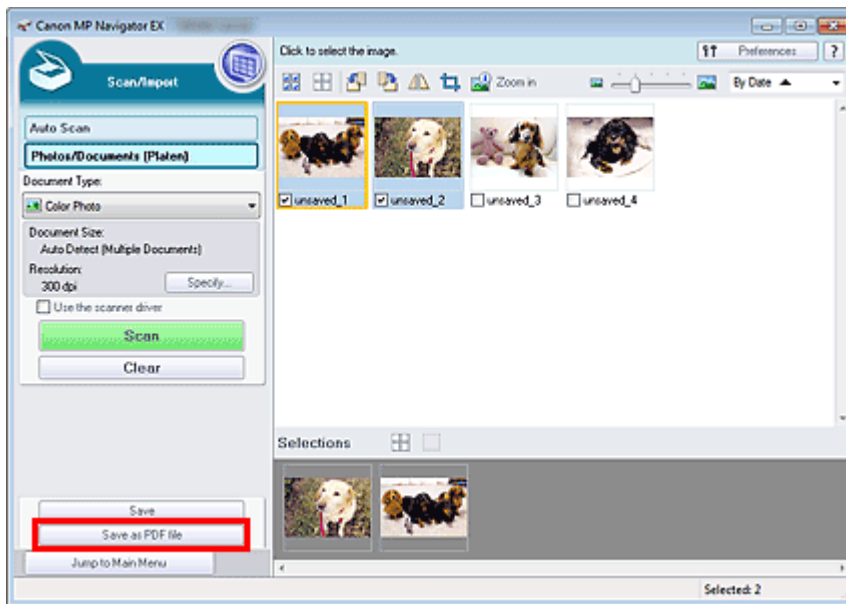 Canon MP Navigator EX
Scan/Import
Auto Scan
Photos/Documents (Platen)
Document Type:
Color Photo
Document Size:
Auto Detect (Multiple Documents)
Resolution:
300 dpi
Specify...
Use the scanner driver
Scan
Clear
Save
Save as PDF file
Jump to Main Menu
Click to select the image.
Preferences
?
Zoom in
By Date
unsaved_1
unsaved_2
unsaved_3
unsaved_4
Selections
Selected: 2